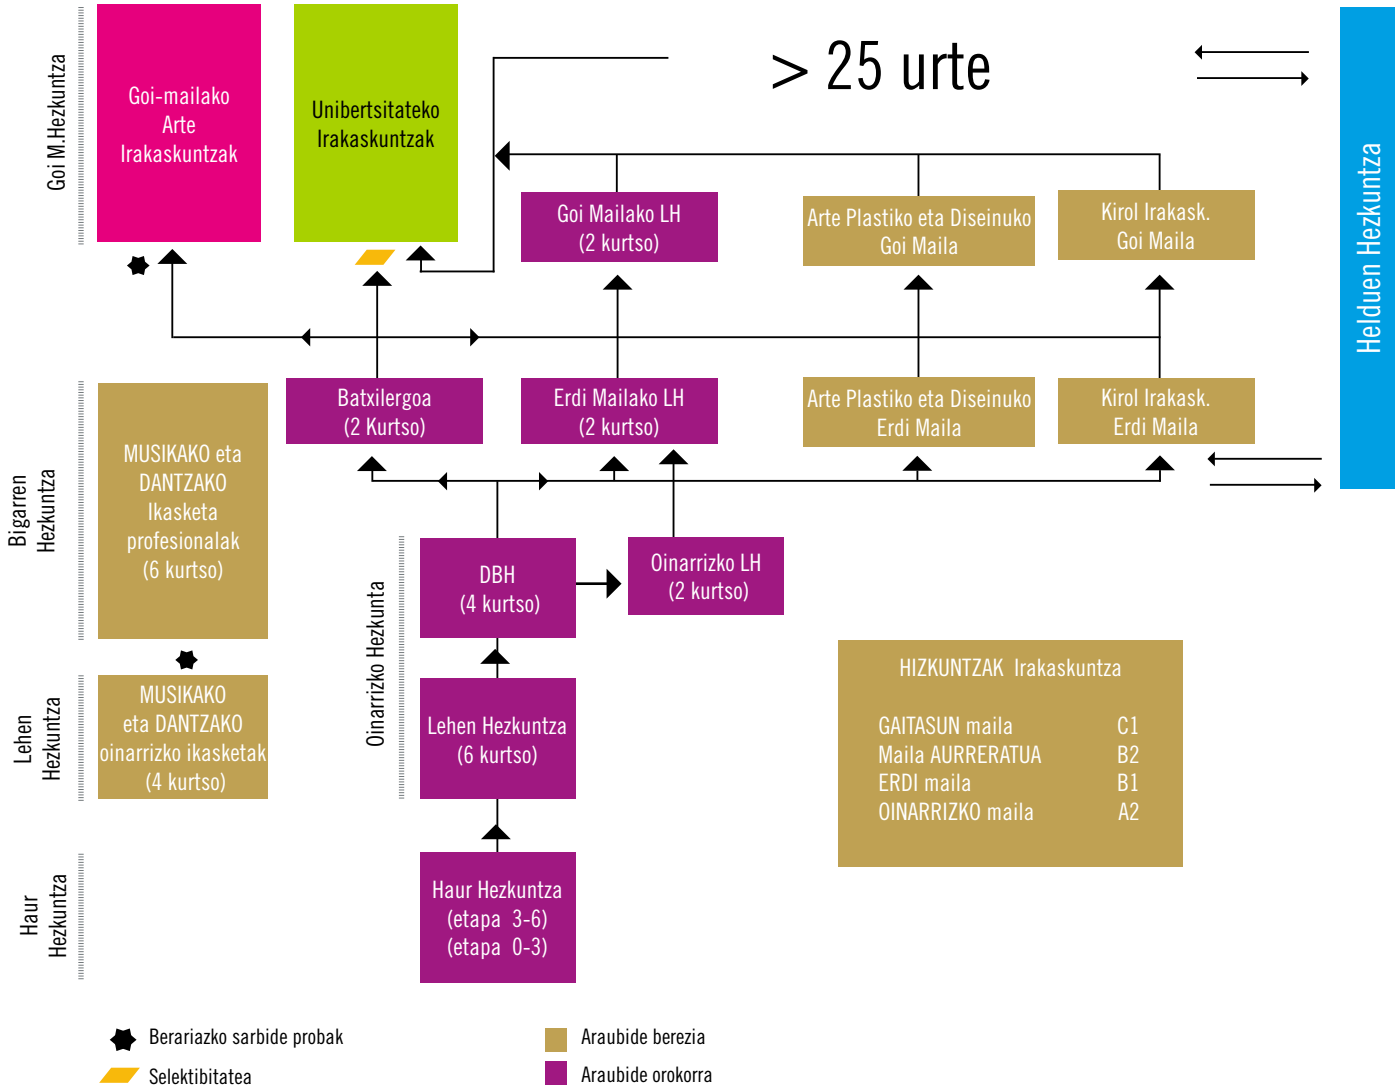 Goi M.Hezkuntza
Goi-mailako
Arte
Irakaskuntzak
Unibertsitateko
Irakaskuntzak
> 25 urte
Helduen Hezkuntza
Goi Mailako LH
(2 kurtso)
Arte Plastiko eta Diseinuko
Goi Maila
Kirol Irakask.
Goi Maila
Bigarren
Hezkuntza
MUSIKAKO eta
DANTZAKO
Ikasketa
profesionalak
(6 kurtso)
Batxilergoa
(2 Kurtso)
Erdi Mailako LH
(2 kurtso)
Arte Plastiko eta Diseinuko
Erdi Maila
Kirol Irakask.
Erdi Maila
Oinarrizko Hezkunta
DBH
(4 kurtso)
Oinarrizko LH
(2 kurtso)
Lehen
Hezkuntza
MUSIKAKO
eta DANTZAKO
oinarrizko ikasketak
(4 kurtso)
Lehen Hezkuntza
(6 kurtso)
HIZKUNTZAK Irakaskuntza
GAITASUN maila C1
Maila AURRERATUA B2
ERDI maila B1
OINARRIZKO maila A2
Haur
Hezkuntza
Haur Hezkuntza
(etapa 3-6)
(etapa 0-3)
Berariazko sarbide probak
Selektibitatea
Araubide berezia
Araubide orokorra